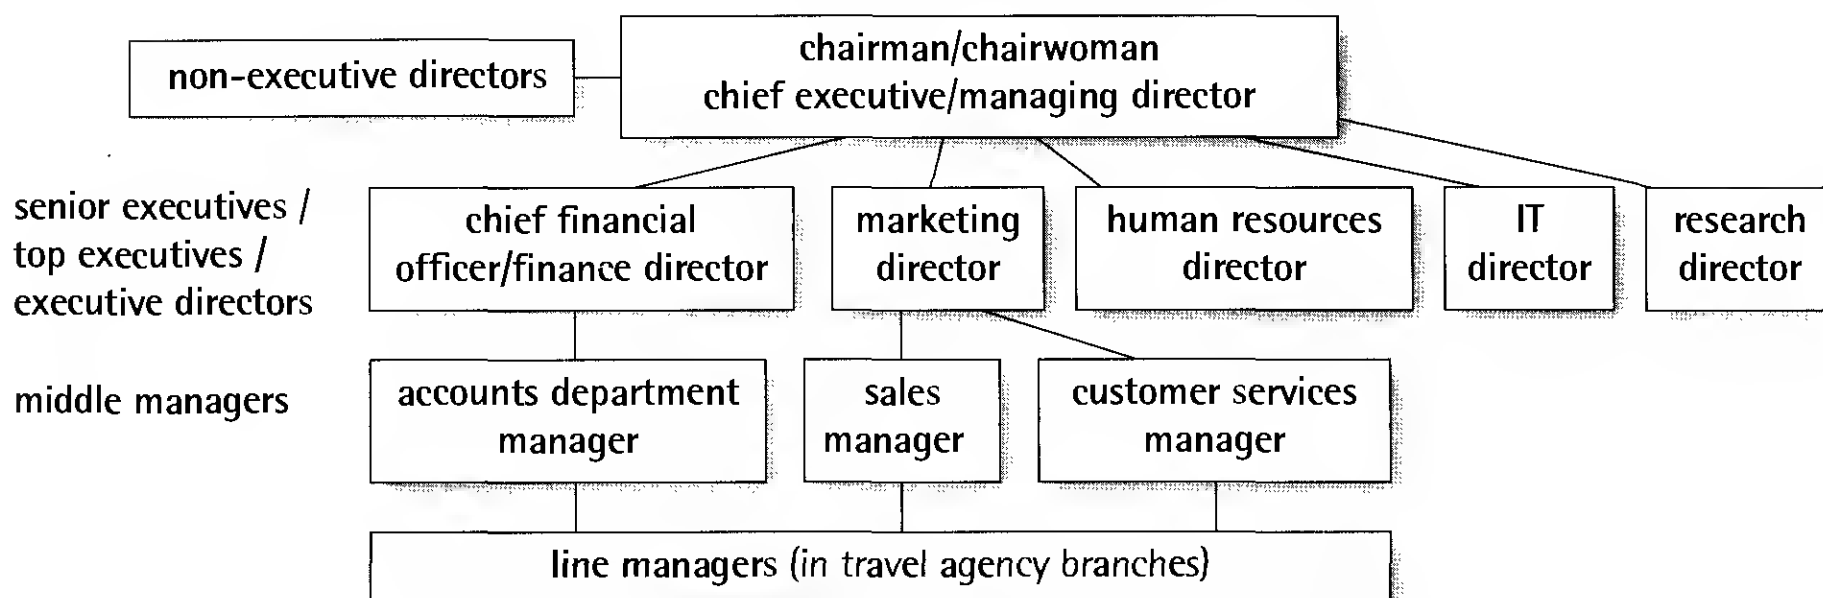 non-executive directors
chairman/chairwoman
chief executive/managing director
senior executives /
top executives /
executive directors
chief financial
officer/finance director
marketing
director
human resources
director
IT
director
research
director
middle managers
accounts department
manager
sales
manager
customer services
manager
line managers (in travel agency branches)